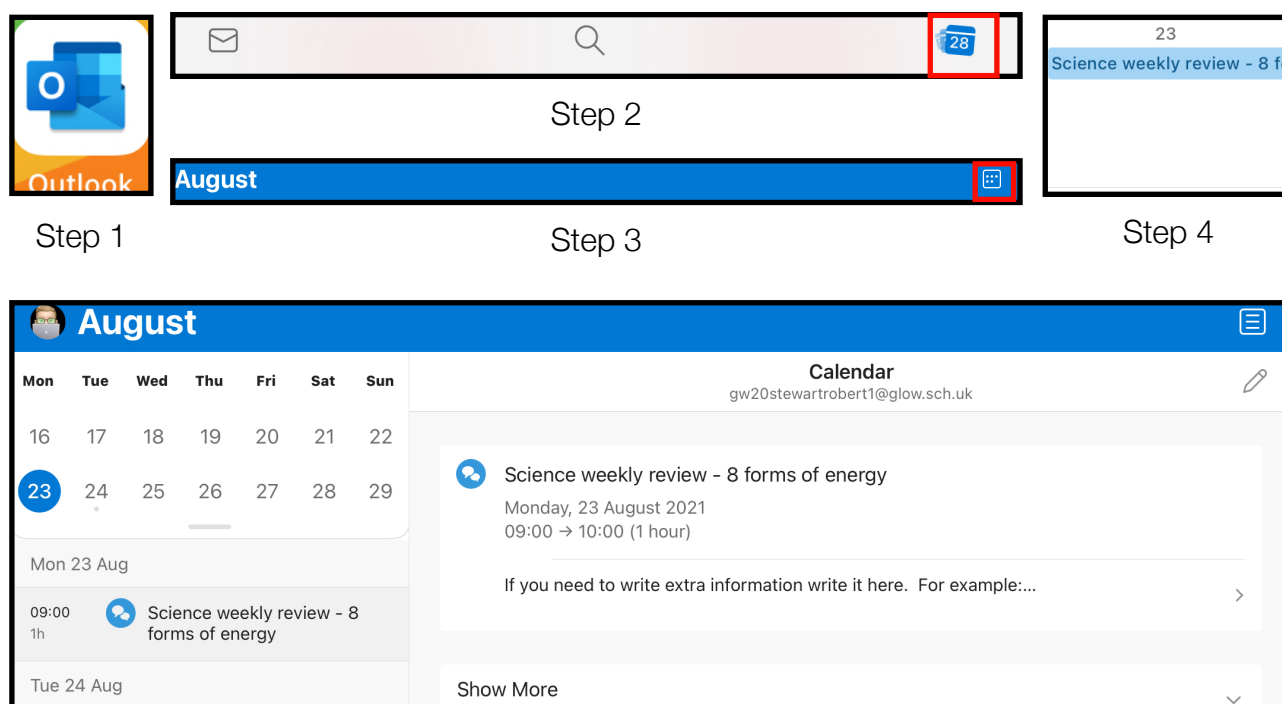 Outlook
Step 1
28
Step 2
August
Step 3
23
Science weekly review - 8 fo
Step 4
August
Mon Tue Wed Thu Fri Sat Sun
16 17 18 19 20 21 22
23 24 25 26 27 28 29
Mon 23 Aug
09:00
1h
Science weekly review - 8
forms of energy
Tue 24 Aug
Calendar
gw20stewartrobert1@glow.sch.uk
Science weekly review - 8 forms of energy
Monday, 23 August 2021
09:00 → 10:00 (1 hour)
If you need to write extra information write it here. For example:...
Show More